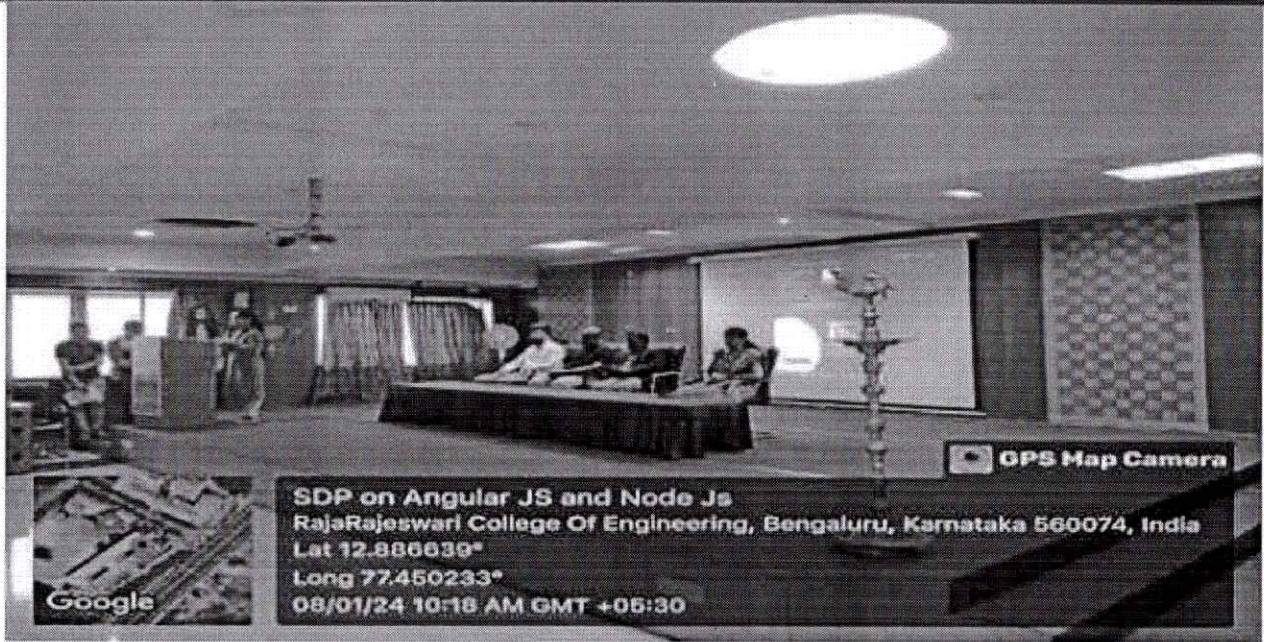 GPS Map Camera
SDP on Angular JS and Node Js
RajaRajeswari College Of Engineering, Bengaluru, Karnataka 560074, India
Lat 12.886639°
Long 77.450233°
08/01/24 10:18 AM GMT +05:30
Google